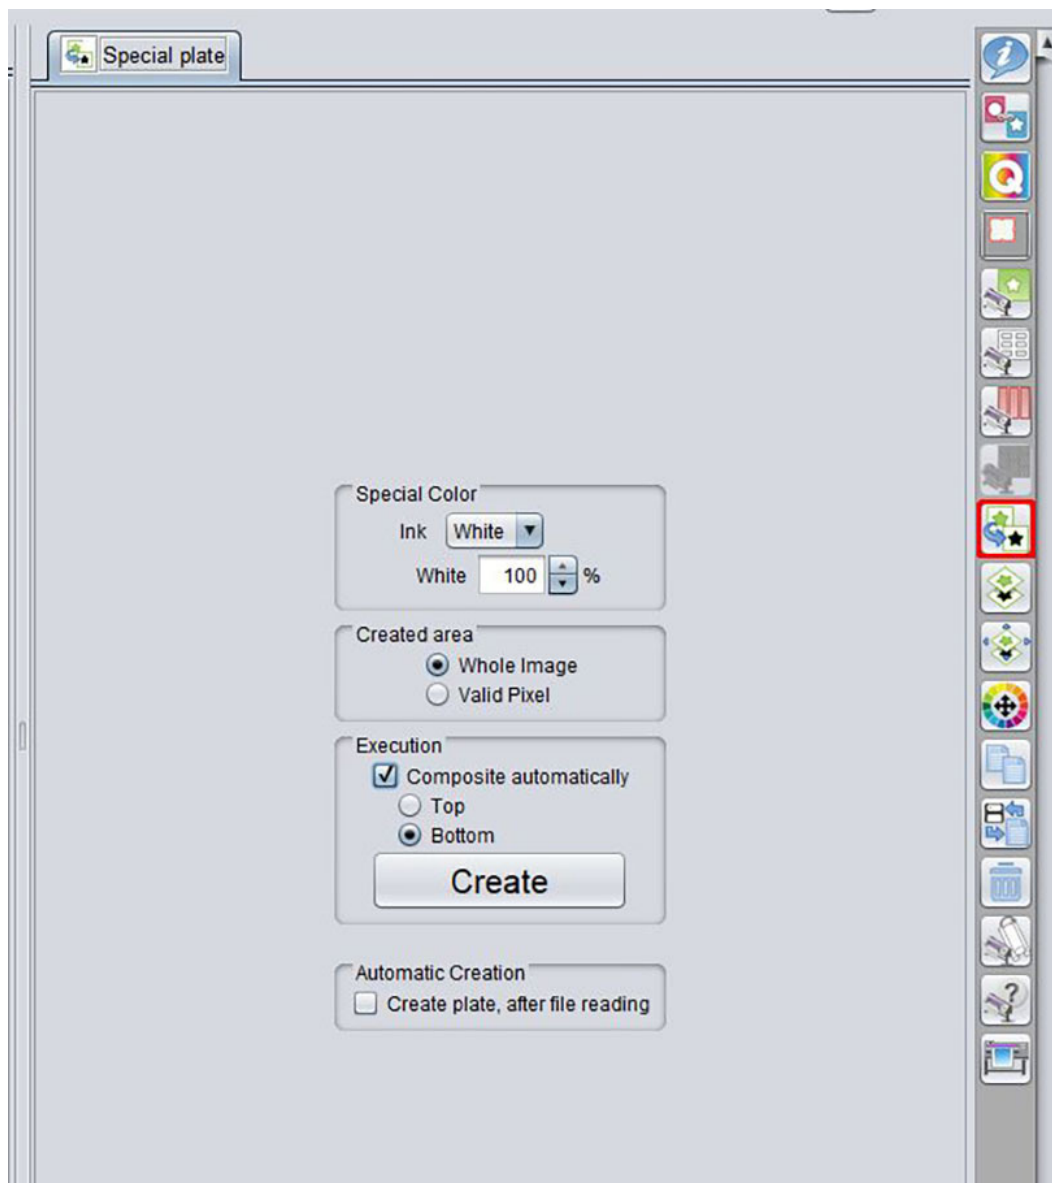 Special plate
Special Color
Ink White
White 100 %
Created area
Whole Image
Valid Pixel
Execution
Composite automatically
Top
Bottom
Create
Automatic Creation
Create plate, after file reading